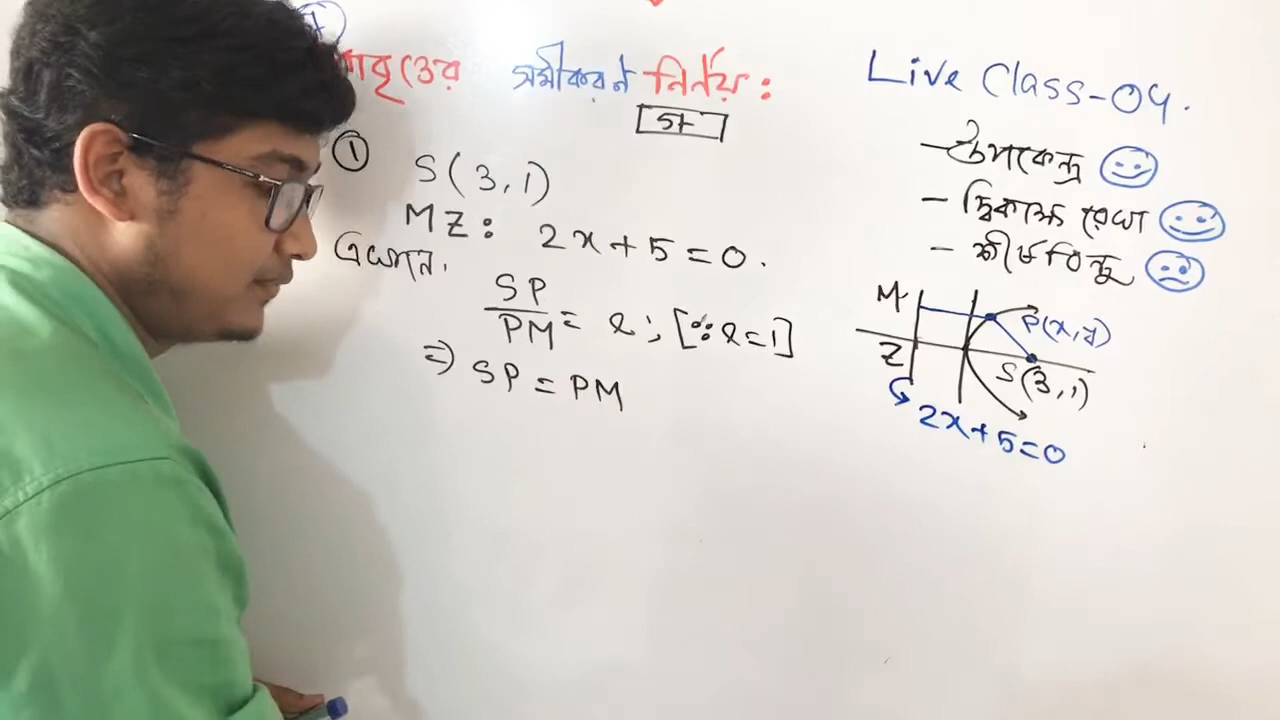 সমীকরণ নির্ণয়:
5+
① S(3,1)
MZ: 2x+5=0.
এখানে,
SP/PM = e ; [∵ e=1]
⇒ SP = PM
Live Class-04.
- উপকেন্দ্র
- দ্বিকাক্ষ রেখা
- শীর্ষবিন্দু
M
P(x,y)
Z
S(3,1)
2x+5=0